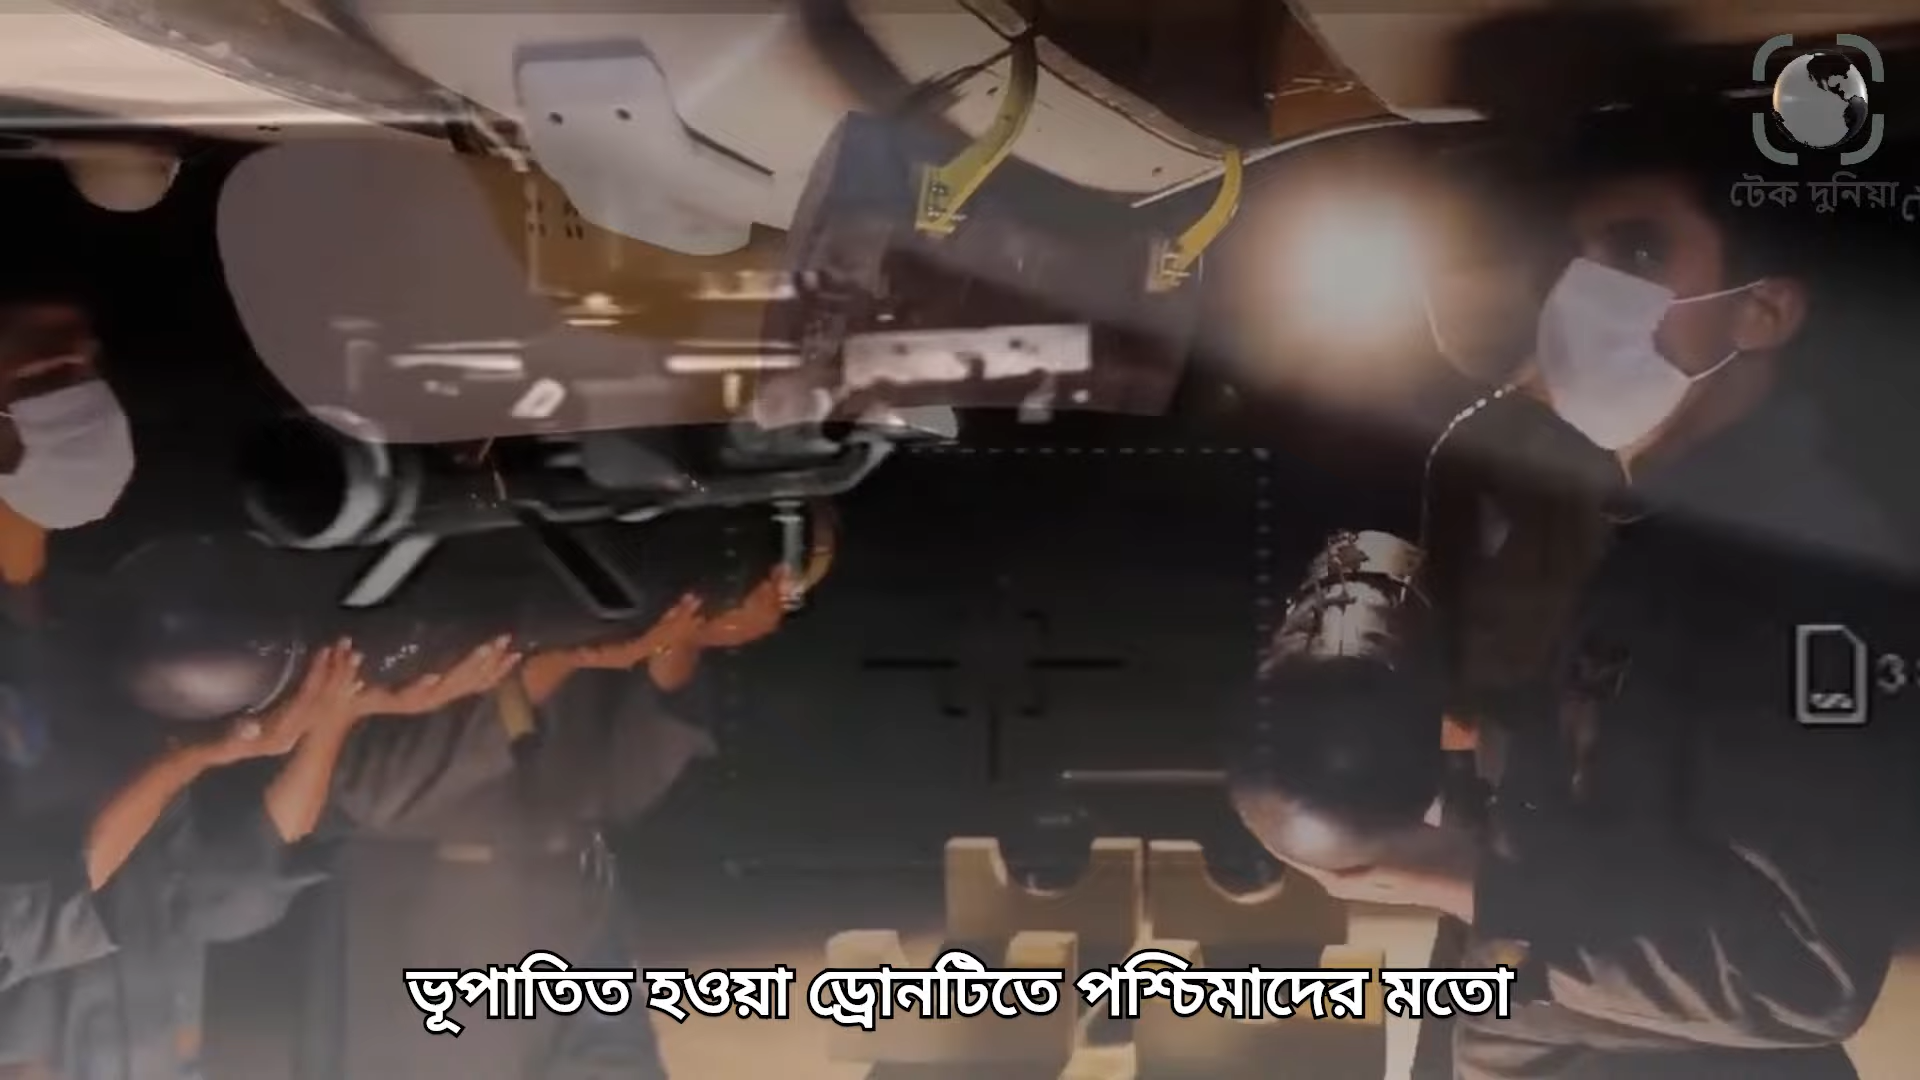 টেক দুনিয়া
ভূপাতিত হওয়া ড্রোনটিতে পশ্চিমাদের মতো